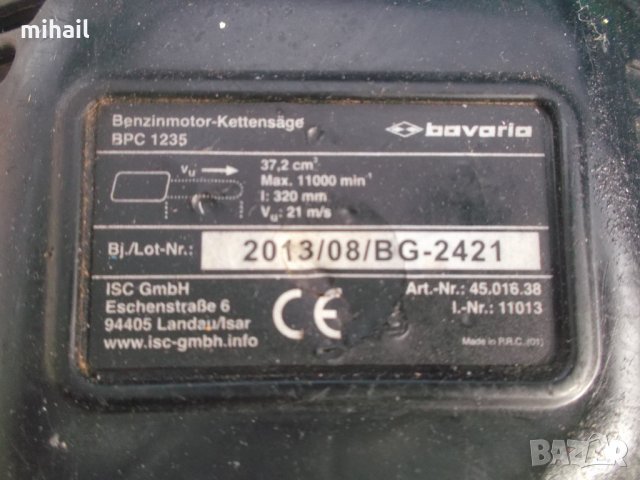 mihail
Benzinmotor-Kettensäge
BPC 1235
bavaria
Vu
37,2 cm³
Max. 11000 min⁻¹
l: 320 mm
Vu: 21 m/s
Bj./Lot-Nr.: 2013/08/BG-2421
ISC GmbH
Eschenstraße 6
94405 Landau/Isar
www.isc-gmbh.info
CE
Art.-Nr.: 45.016.38
I.-Nr.: 11013
Made in P.R.C. (01)
BAZAR